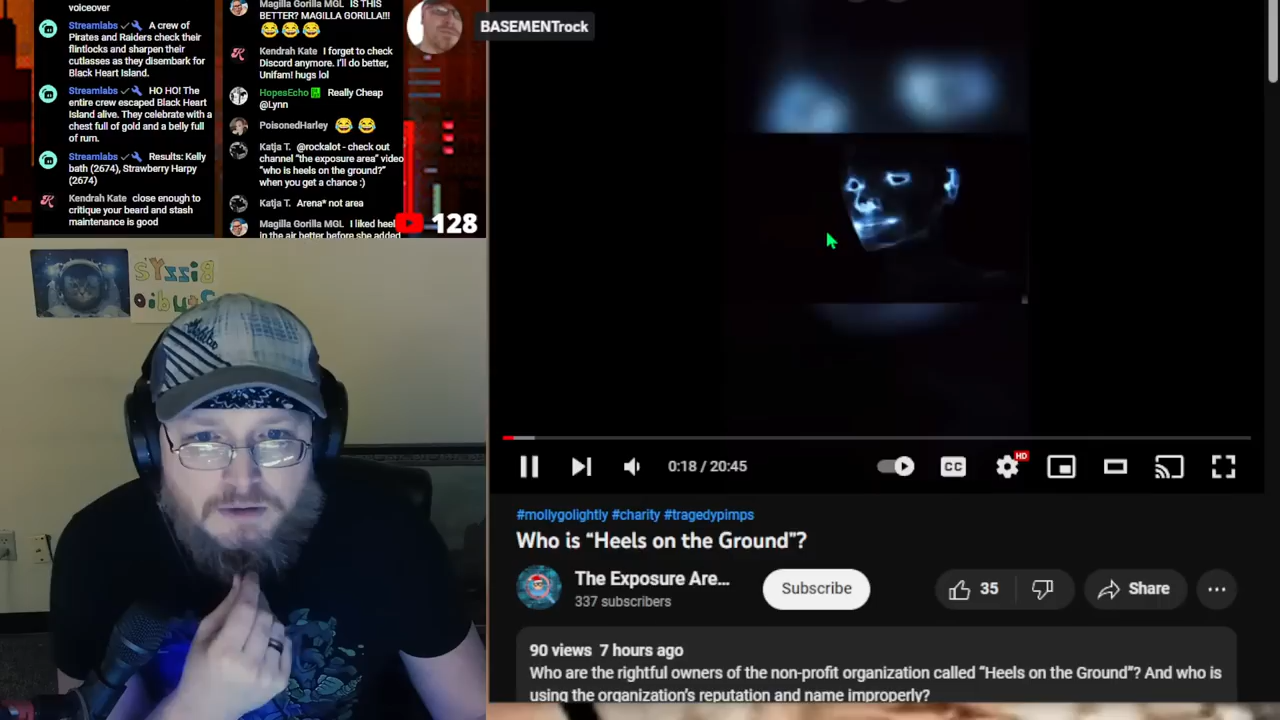 voiceover
Streamlabs A crew of
Pirates and Raiders check their
flintlocks and sharpen their
cutlasses as they disembark for
Black Heart Island.
Streamlabs HO HO! The
entire crew escaped Black Heart
Island alive. They celebrate with a
chest full of gold and a belly full
of rum.
Streamlabs Results: Kelly
bath (2674), Strawberry Harpy
(2674)
Kendrah Kate close enough to
critique your beard and stash
maintenance is good
Magilla Gorilla MGL IS THIS
BETTER? MAGILLA GORILLA!!!
😂😂😂
Kendrah Kate I forget to check
Discord anymore. I'll do better,
Unifam! hugs lol
HopesEcho Really Cheap
@Lynn
PoisonedHarley 😂 😂
Katja T. @rockalot - check out
channel "the exposure area" video
"who is heels on the ground?"
when you get a chance :)
Katja T. Arena* not area
Magilla Gorilla MGL I liked heel
in the air better before she added
128
BASEMENTrock
BizzYs
Studio
0:18 / 20:45
CC
HD
#mollygolightly #charity #tragedypimps
Who is “Heels on the Ground”?
The Exposure Are...
337 subscribers
Subscribe
35
Share
90 views 7 hours ago
Who are the rightful owners of the non-profit organization called “Heels on the Ground”? And who is
using the organization's reputation and name improperly?